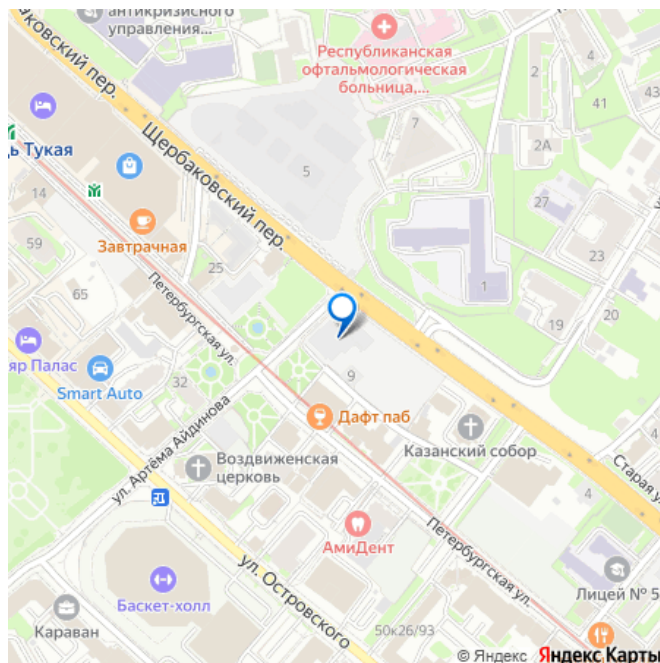 антикризисного
управления...
Республиканская
офтальмологическая
больница,...
аковский пер.
4
2
41
43
7
2А
ь Тукая
5
Щербаковский пер.
14
27
Завтрачная
25
23
59
Петербургская ул.
1
65
20
19
яр Палас
Smart Auto
32
9
Дафт паб
ул. Артёма Айдинова
Казанский собор
Воздвиженская
церковь
Старая у
4
АмиДент
Петербургская ул.
ул. Островского
Лицей № 5
Баскет-холл
Караван
50к26/93
© Яндекс Яндекс Карты